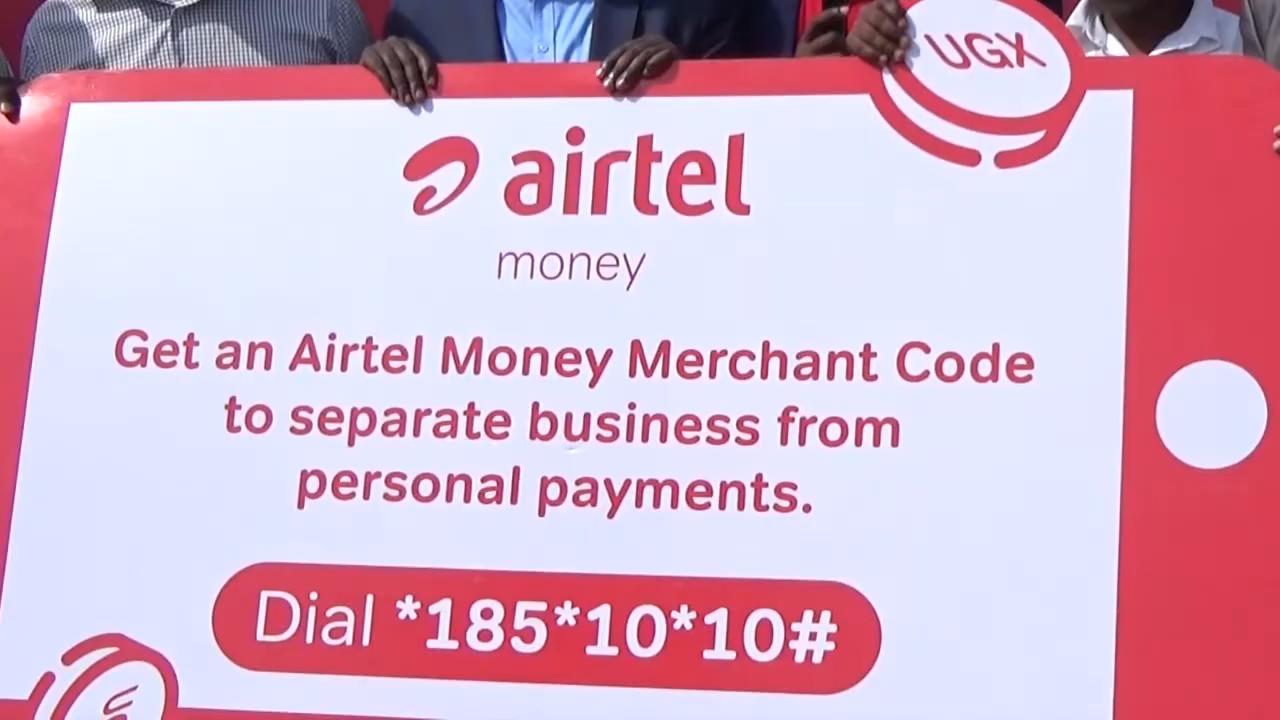 UGX
airtel
money
Get an Airtel Money Merchant Code
to separate business from
personal payments.
Dial *185*10*10#